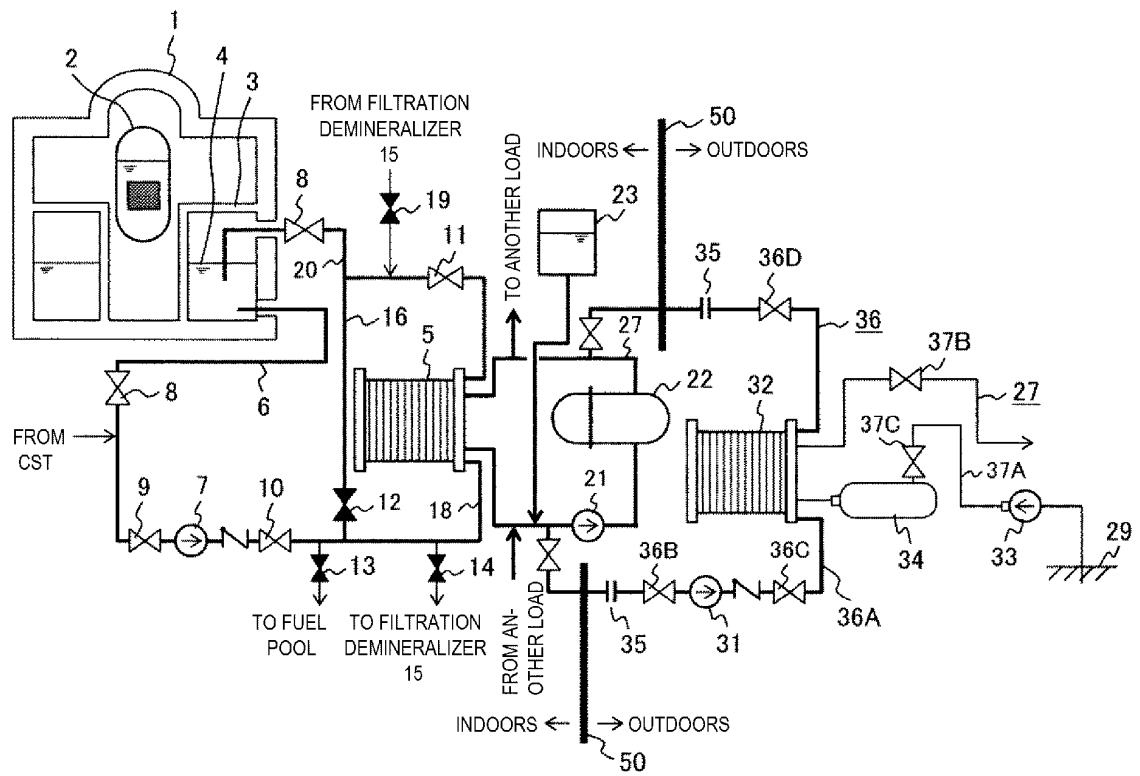 1
2
4
3
FROM FILTRATION
DEMINERALIZER
15
50
INDOORS
OUTDOORS
8
19
23
TO ANOTHER LOAD
11
35
36D
20
16
5
27
36
37B
8
6
22
32
27
37C
FROM
CST
37A
9
7
10
12
18
21
34
33
29
13
14
36B
36C
36A
TO FUEL
POOL
TO FILTRATION
DEMINERALIZER
15
FROM AN-
OTHER LOAD
35
31
INDOORS
OUTDOORS
50